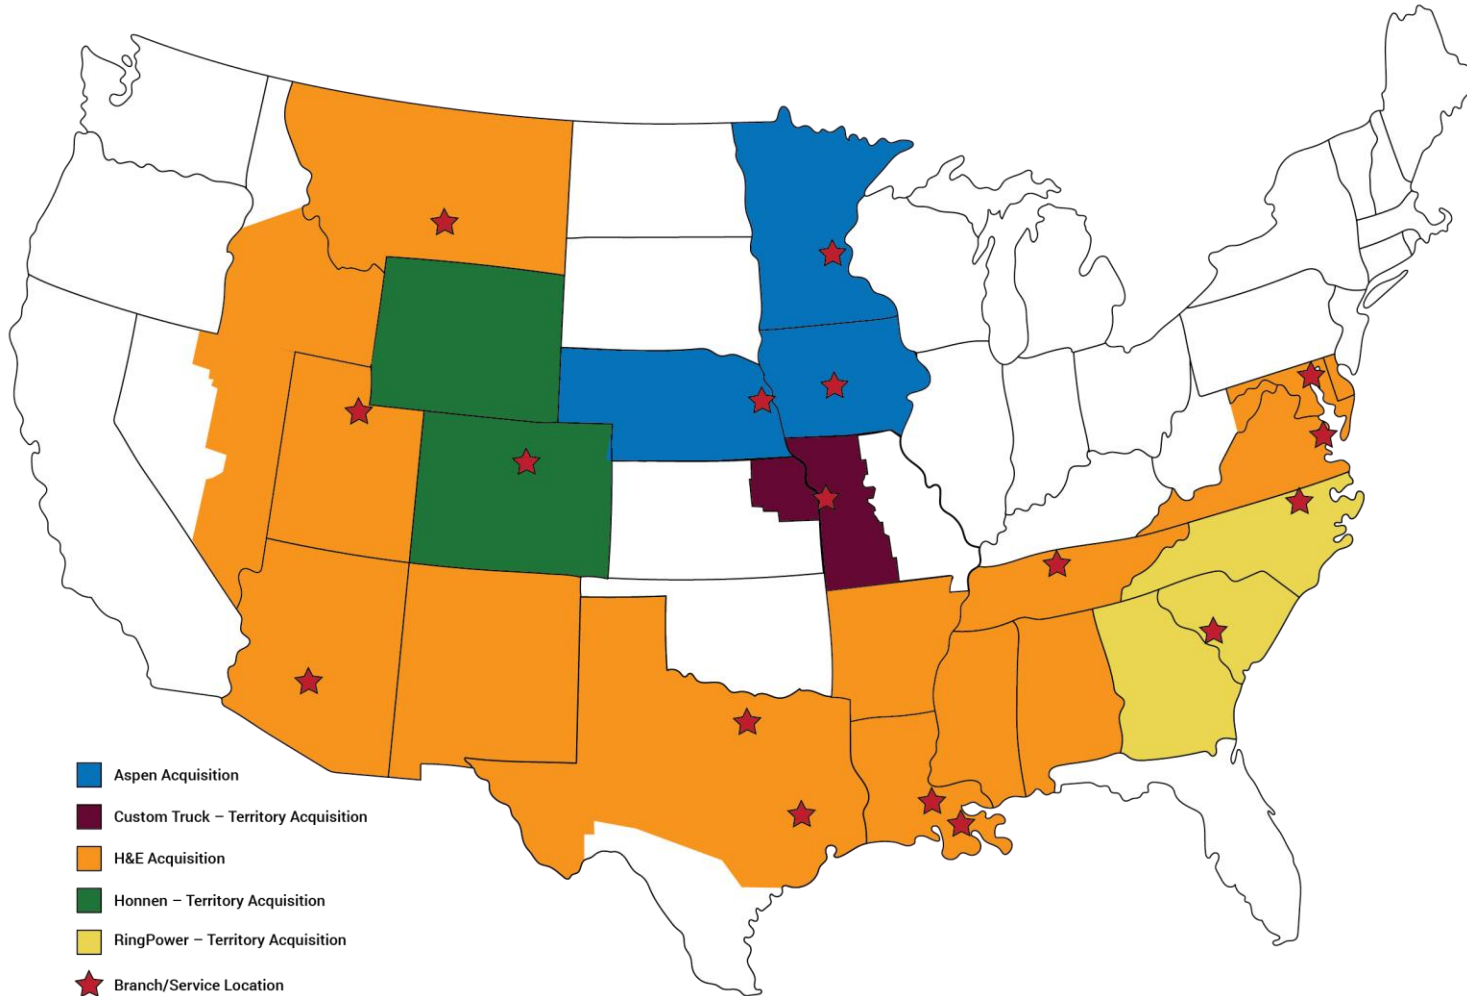 Aspen Acquisition
Custom Truck – Territory Acquisition
H&E Acquisition
Honnen – Territory Acquisition
RingPower – Territory Acquisition
Branch/Service Location